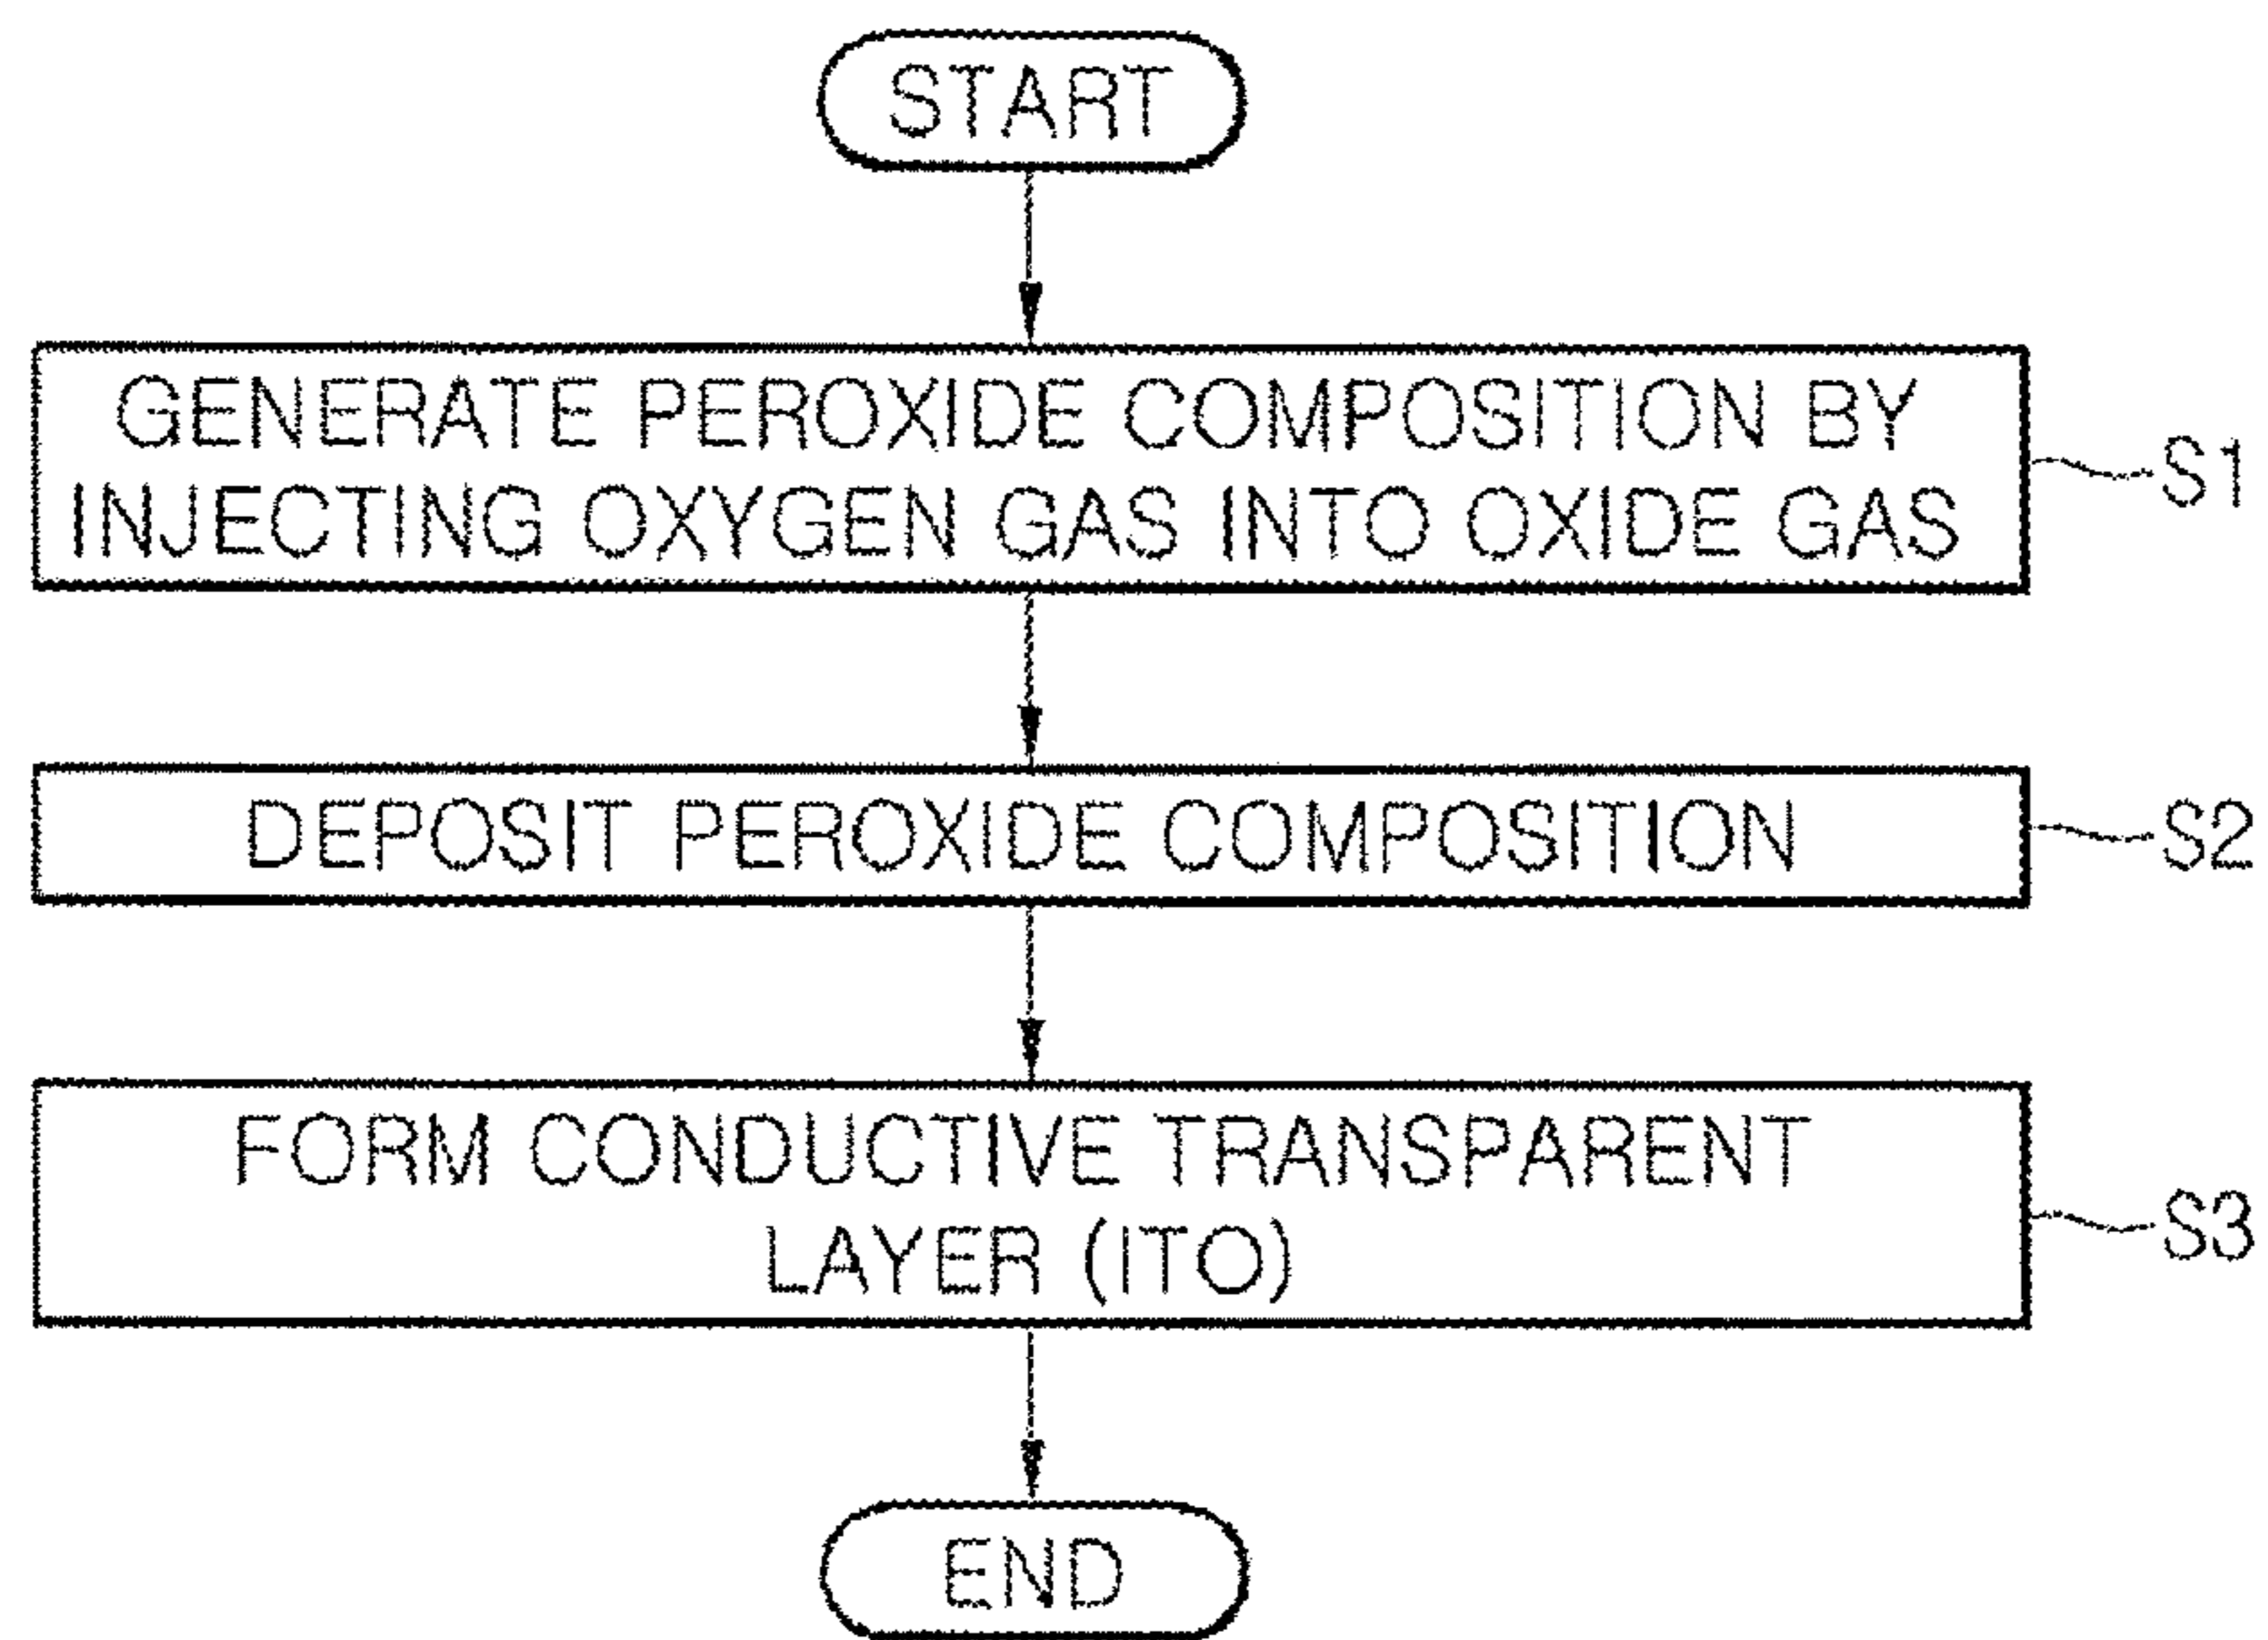 START
GENERATE PEROXIDE COMPOSITION BY
INJECTING OXYGEN GAS INTO OXIDE GAS
S1
DEPOSIT PEROXIDE COMPOSITION
S2
FORM CONDUCTIVE TRANSPARENT
LAYER (ITO)
S3
END